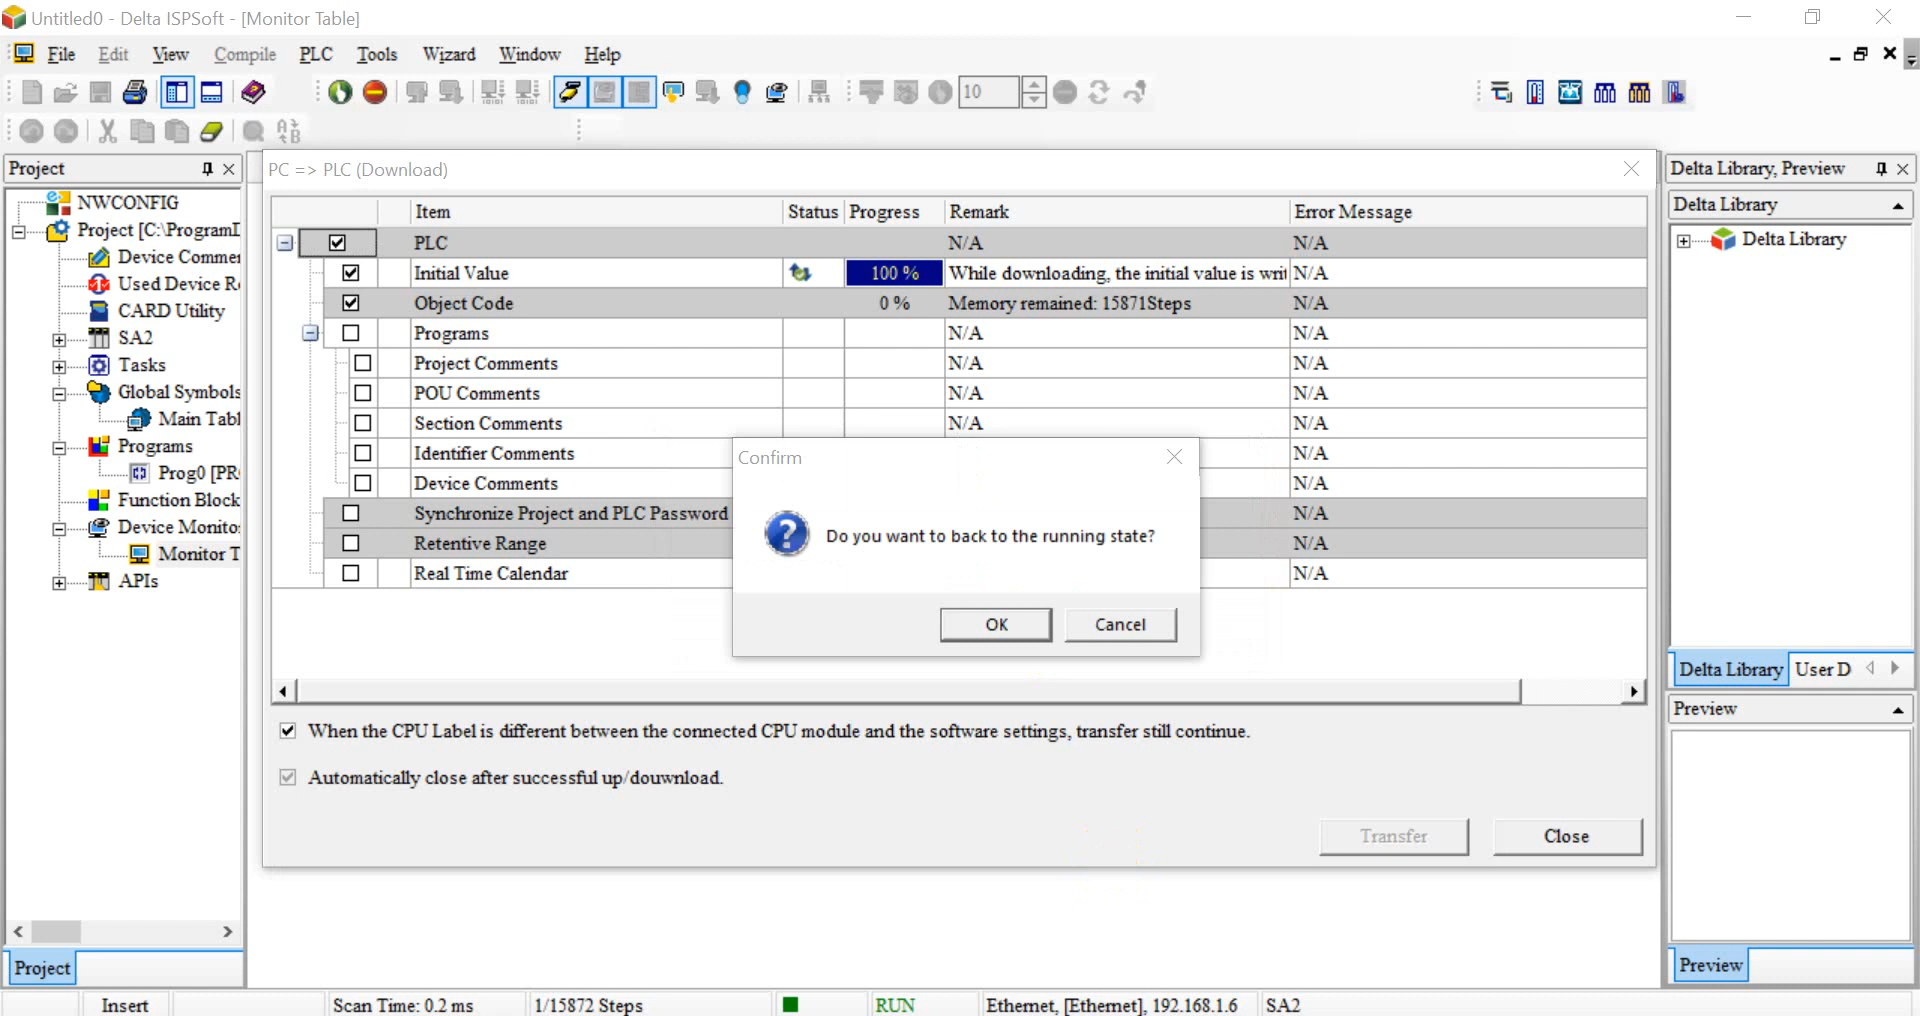 Untitled0 - Delta ISPSoft - [Monitor Table]
File Edit View Compile PLC Tools Wizard Window Help
10
Project
NWCONFIG
Project [C:\ProgramD
Device Commer
Used Device R
CARD Utility
SA2
Tasks
Global Symbols
Main Tabl
Programs
Prog0 [PR
Function Block
Device Monito
Monitor T
APIs
Project
PC => PLC (Download)
Item Status Progress Remark Error Message
PLC N/A N/A
Initial Value 100 % While downloading, the initial value is writ N/A
Object Code 0 % Memory remained: 15871Steps N/A
Programs N/A N/A
Project Comments N/A N/A
POU Comments N/A N/A
Section Comments N/A N/A
Identifier Comments N/A
Device Comments N/A
Synchronize Project and PLC Password N/A
Retentive Range N/A
Real Time Calendar N/A
Confirm
Do you want to back to the running state?
OK Cancel
When the CPU Label is different between the connected CPU module and the software settings, transfer still continue.
Automatically close after successful up/douwnload.
Transfer Close
Delta Library, Preview
Delta Library
Delta Library
Delta Library User D
Preview
Preview
Insert Scan Time: 0.2 ms 1/15872 Steps RUN Ethernet, [Ethernet], 192.168.1.6 SA2